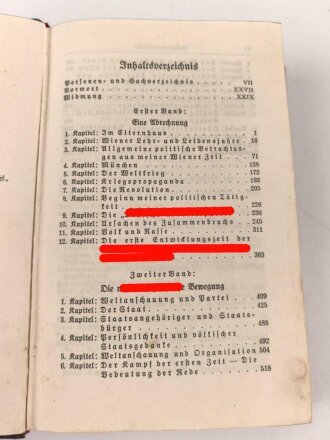 Inhaltsverzeichnis
Personen- und Sachverzeichnis . . . . . VII
Vorwort . . . . . XXVII
Widmung . . . . . XXIX
Erster Band:
Eine Abrechnung
1. Kapitel: Im Elternhaus . . . . . 1
2. Kapitel: Wiener Lehr- und Leidensjahre . 18
3. Kapitel: Allgemeine politische Betrachtungen aus meiner Wiener Zeit . . . 71
4. Kapitel: München . . . . . 138
5. Kapitel: Der Weltkrieg . . . . . 172
6. Kapitel: Kriegspropaganda . . . . . 193
7. Kapitel: Die Revolution . . . . . 205
8. Kapitel: Beginn meiner politischen Tätigkeit . . . . . 226
9. Kapitel: Die „ 236
10. Kapitel: Ursachen des Zusammenbruchs . 245
11. Kapitel: Volk und Rasse . . . . . 311
12. Kapitel: Die erste Entwicklungszeit der
363
Zweiter Band:
Die n e Bewegung
1. Kapitel: Weltanschauung und Partei . . 409
2. Kapitel: Der Staat . . . . . 425
3. Kapitel: Staatsangehöriger und Staatsbürger . . . . . 488
4. Kapitel: Persönlichkeit und völkischer
Staatsgedanke . . . . . 492
5. Kapitel: Weltanschauung und Organisation 504
6. Kapitel: Der Kampf der ersten Zeit — Die
Bedeutung der Rede . . . . . 518